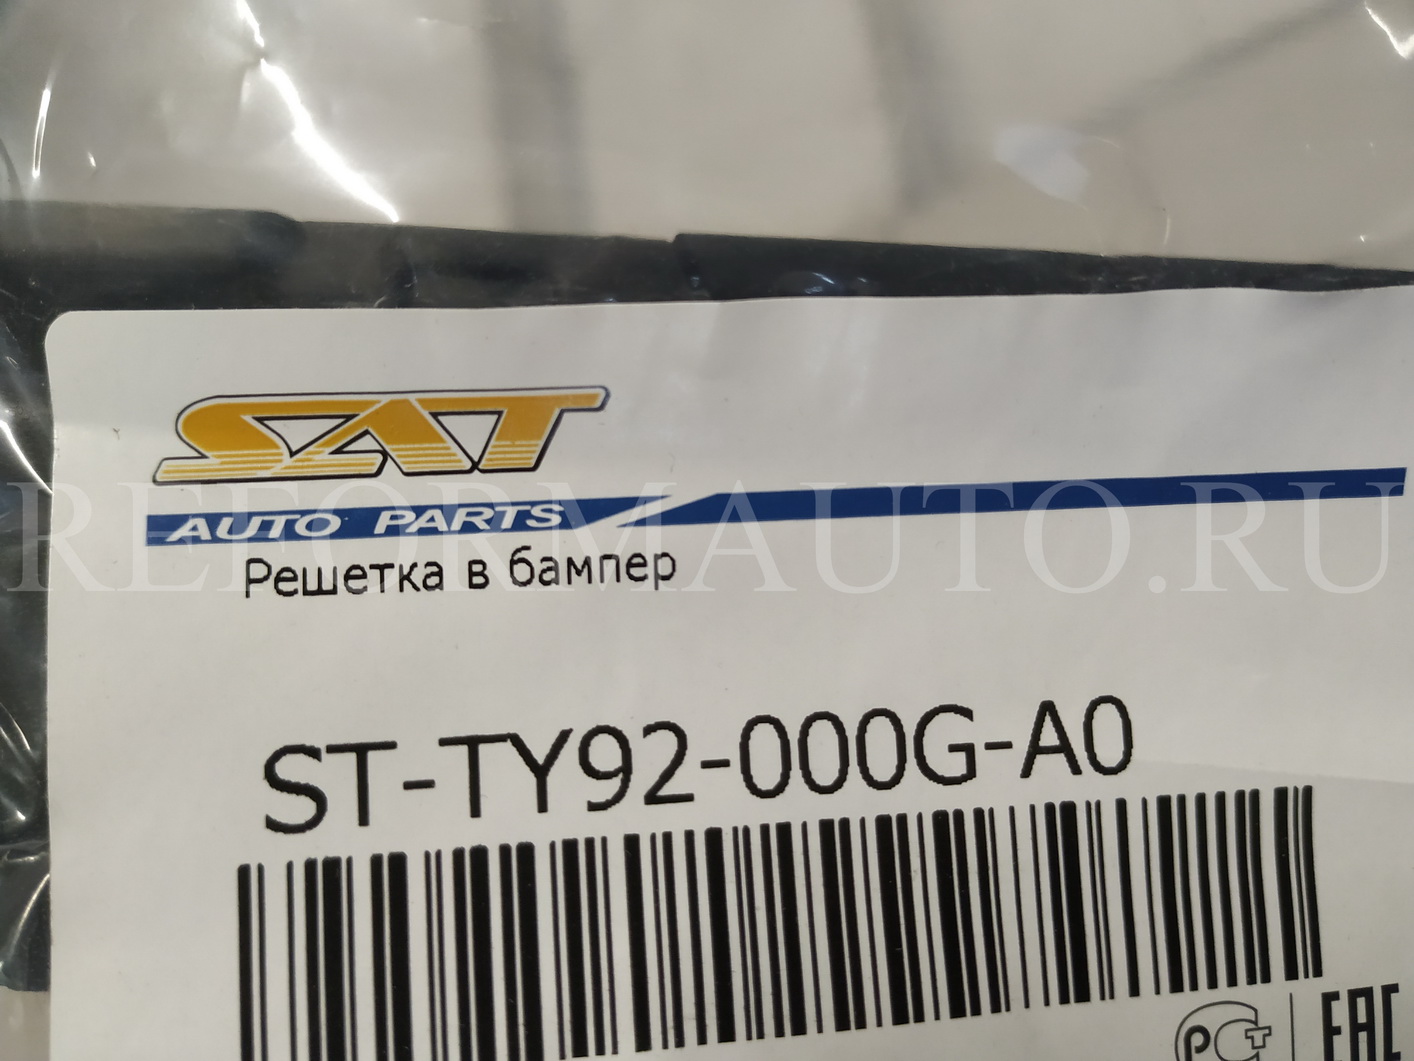 SAT
AUTO PARTS
REFORMAUTO.RU
Решетка в бампер
ST-TY92-000G-A0
РСТ EAC